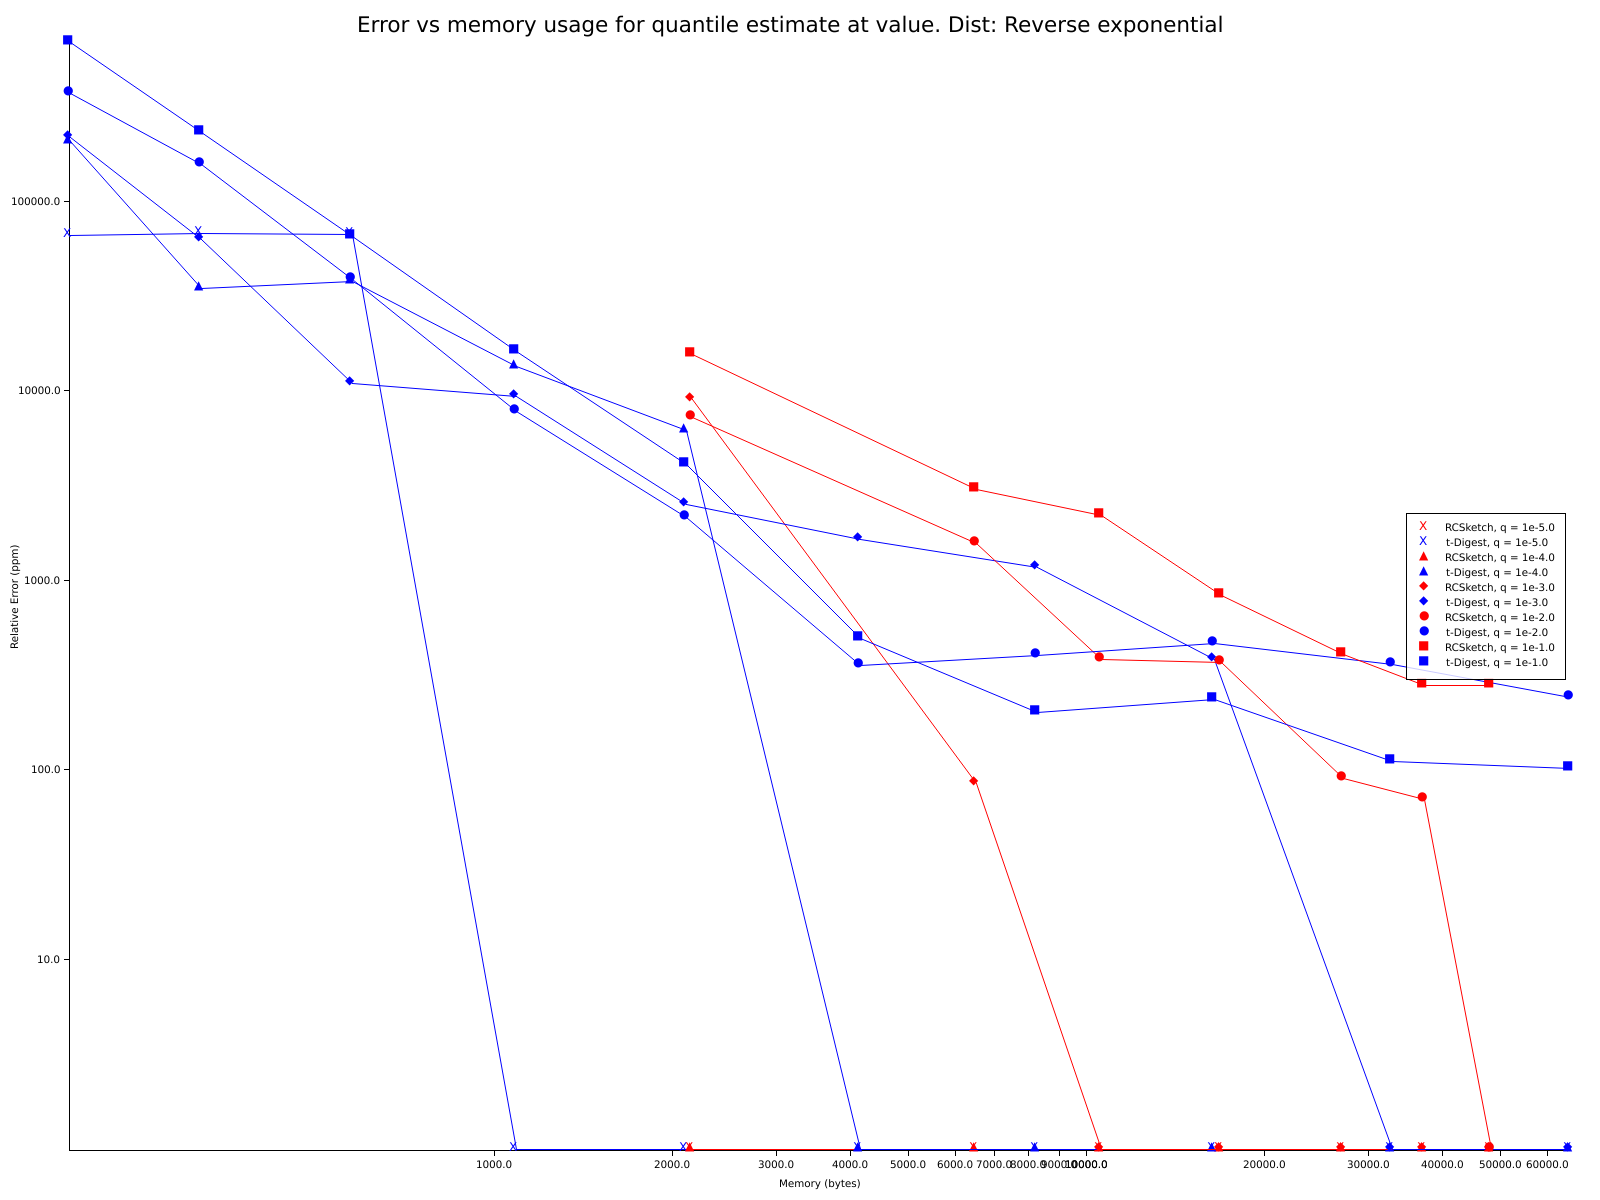 Error vs memory usage for quantile estimate at value. Dist: Reverse exponential
100000.0
10000.0
1000.0
100.0
10.0
Relative Error (ppm)
X RCSketch, q = 1e-5.0
X t-Digest, q = 1e-5.0
RCSketch, q = 1e-4.0
t-Digest, q = 1e-4.0
RCSketch, q = 1e-3.0
t-Digest, q = 1e-3.0
RCSketch, q = 1e-2.0
t-Digest, q = 1e-2.0
RCSketch, q = 1e-1.0
t-Digest, q = 1e-1.0
1000.0 2000.0 3000.0 4000.0 5000.0 6000.0 7000.0 8000.0 9000.0 10000.0 20000.0 30000.0 40000.0 50000.0 60000.0
Memory (bytes)